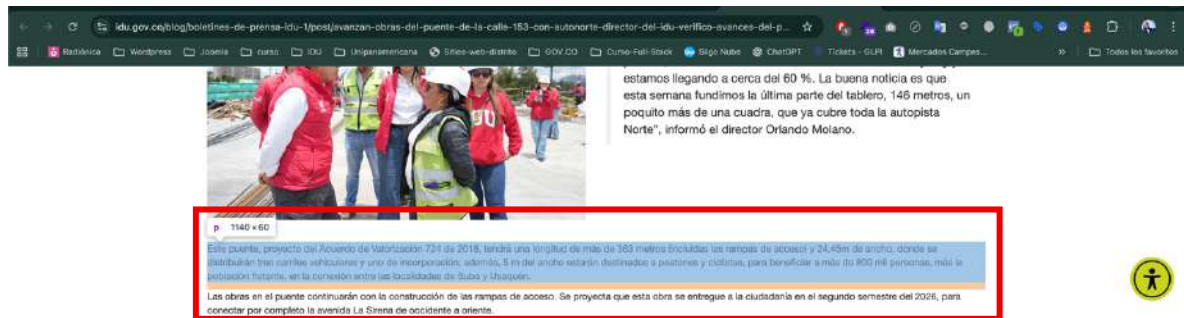 idu.gov.co/blog/boletines-de-prensa-idu-1/post/avanzan-obras-del-puente-de-la-calle-153-con-autonorte-director-del-idu-verifico-avances-del-p...
Radiónica Wordpress Joomla curso IDU Unipanamericana Sities-web-distrito GOV.CO Curso-Full-Stack Sligo Nube ChatGPT Tickets - GLPI Mercados Campes... » Todos los favoritos
estamos llegando a cerca del 60 %. La buena noticia es que
esta semana fundimos la última parte del tablero, 146 metros, un
poquito más de una cuadra, que ya cubre toda la autopista
Norte", informó el director Orlando Molano.
p 1140 × 60
Este puente, proyecto del Acuerdo de Valorización 724 de 2018, tendrá una longitud de más de 363 metros (incluidas las rampas de acceso) y 24,45m de ancho, donde se
distribuirán tres carriles vehiculares y uno de incorporación; además, 5 m del ancho estarán destinados a peatones y ciclistas, para beneficiar a más de 800 mil personas, más la
población flotante, en la conexión entre las localidades de Suba y Usaquén.
Las obras en el puente continuarán con la construcción de las rampas de acceso. Se proyecta que esta obra se entregue a la ciudadanía en el segundo semestre del 2026, para
conectar por completo la avenida La Sirena de occidente a oriente.